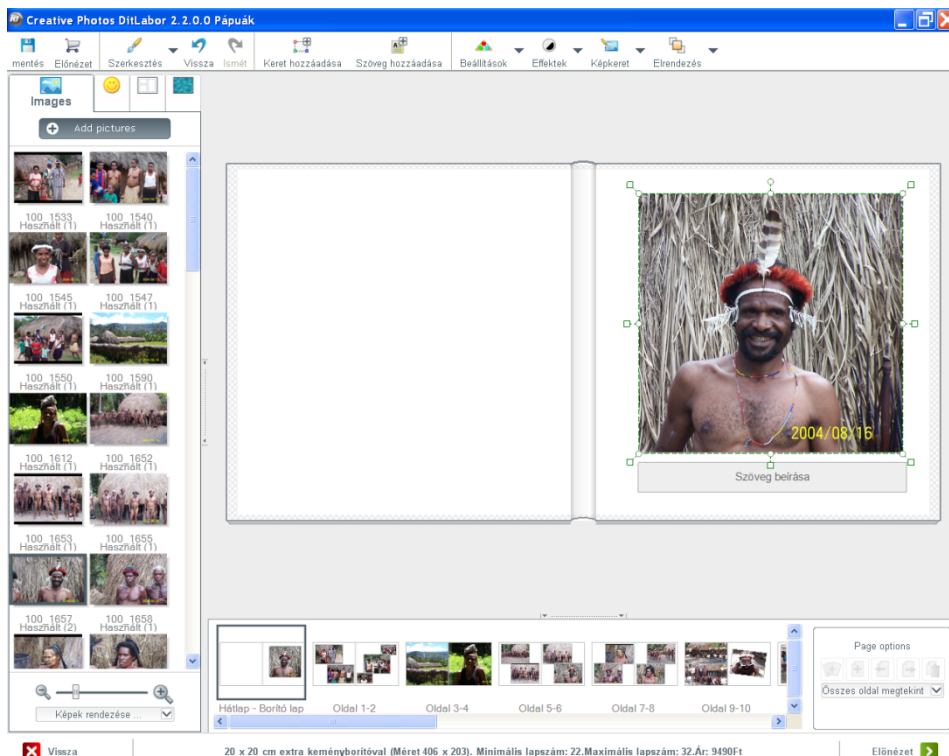 Creative Photos DitLabor 2.2.0.0 Pápuák
mentés Előnézet Szerkesztés Vissza Ismét Keret hozzáadása Szöveg hozzáadása Beállítások Effektek Képkeret Elrendezés
Images
Add pictures
100_1533 100_1540
Használt (1) Használt (1)
100_1545 100_1547
Használt (1) Használt (1)
100_1550 100_1590
Használt (1) Használt (1)
100_1612 100_1652
Használt (1) Használt (1)
100_1653 100_1655
Használt (1) Használt (1)
100_1657 100_1658
Használt (2) Használt (1)
Képek rendezése ...
2004/08/16
Szöveg beírása
Hátlap - Borító lap Oldal 1-2 Oldal 3-4 Oldal 5-6 Oldal 7-8 Oldal 9-10
Page options
Összes oldal megtekint
Vissza
20 x 20 cm extra keményborítóval (Méret 406 x 203). Minimális lapszám: 22.Maximális lapszám: 32.Ár: 9490Ft
Előnézet